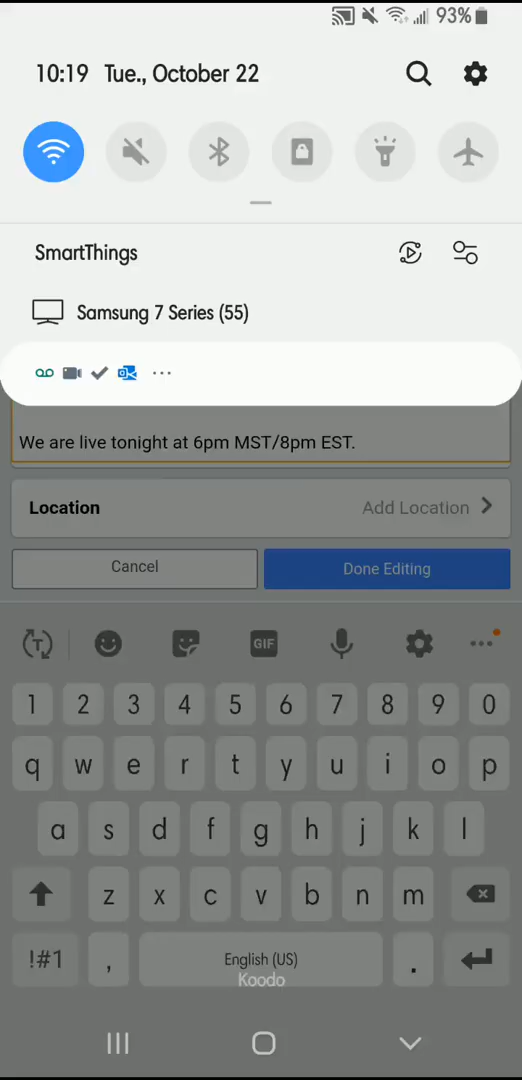 93%
10:19 Tue., October 22
SmartThings
Samsung 7 Series (55)
We are live tonight at 6pm MST/8pm EST.
Location Add Location
Cancel Done Editing
T GIF
1 2 3 4 5 6 7 8 9 0
q w e r t y u i o p
a s d f g h j k l
z x c v b n m
!#1 , English (US) .
Koodo